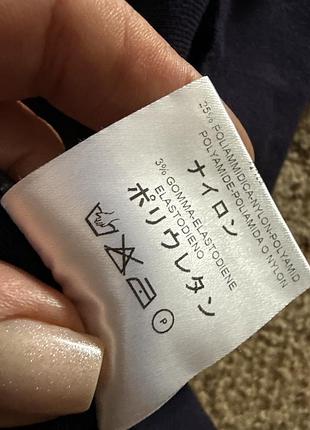 25% POLIAMMIDICA-NYLON-POLYAMID
POLYAMIDE-POLIAMIDA O NYLON
ナイロン
3% GOMMA-ELASTODIENE
ELASTODIENO
ポリウレタン
P